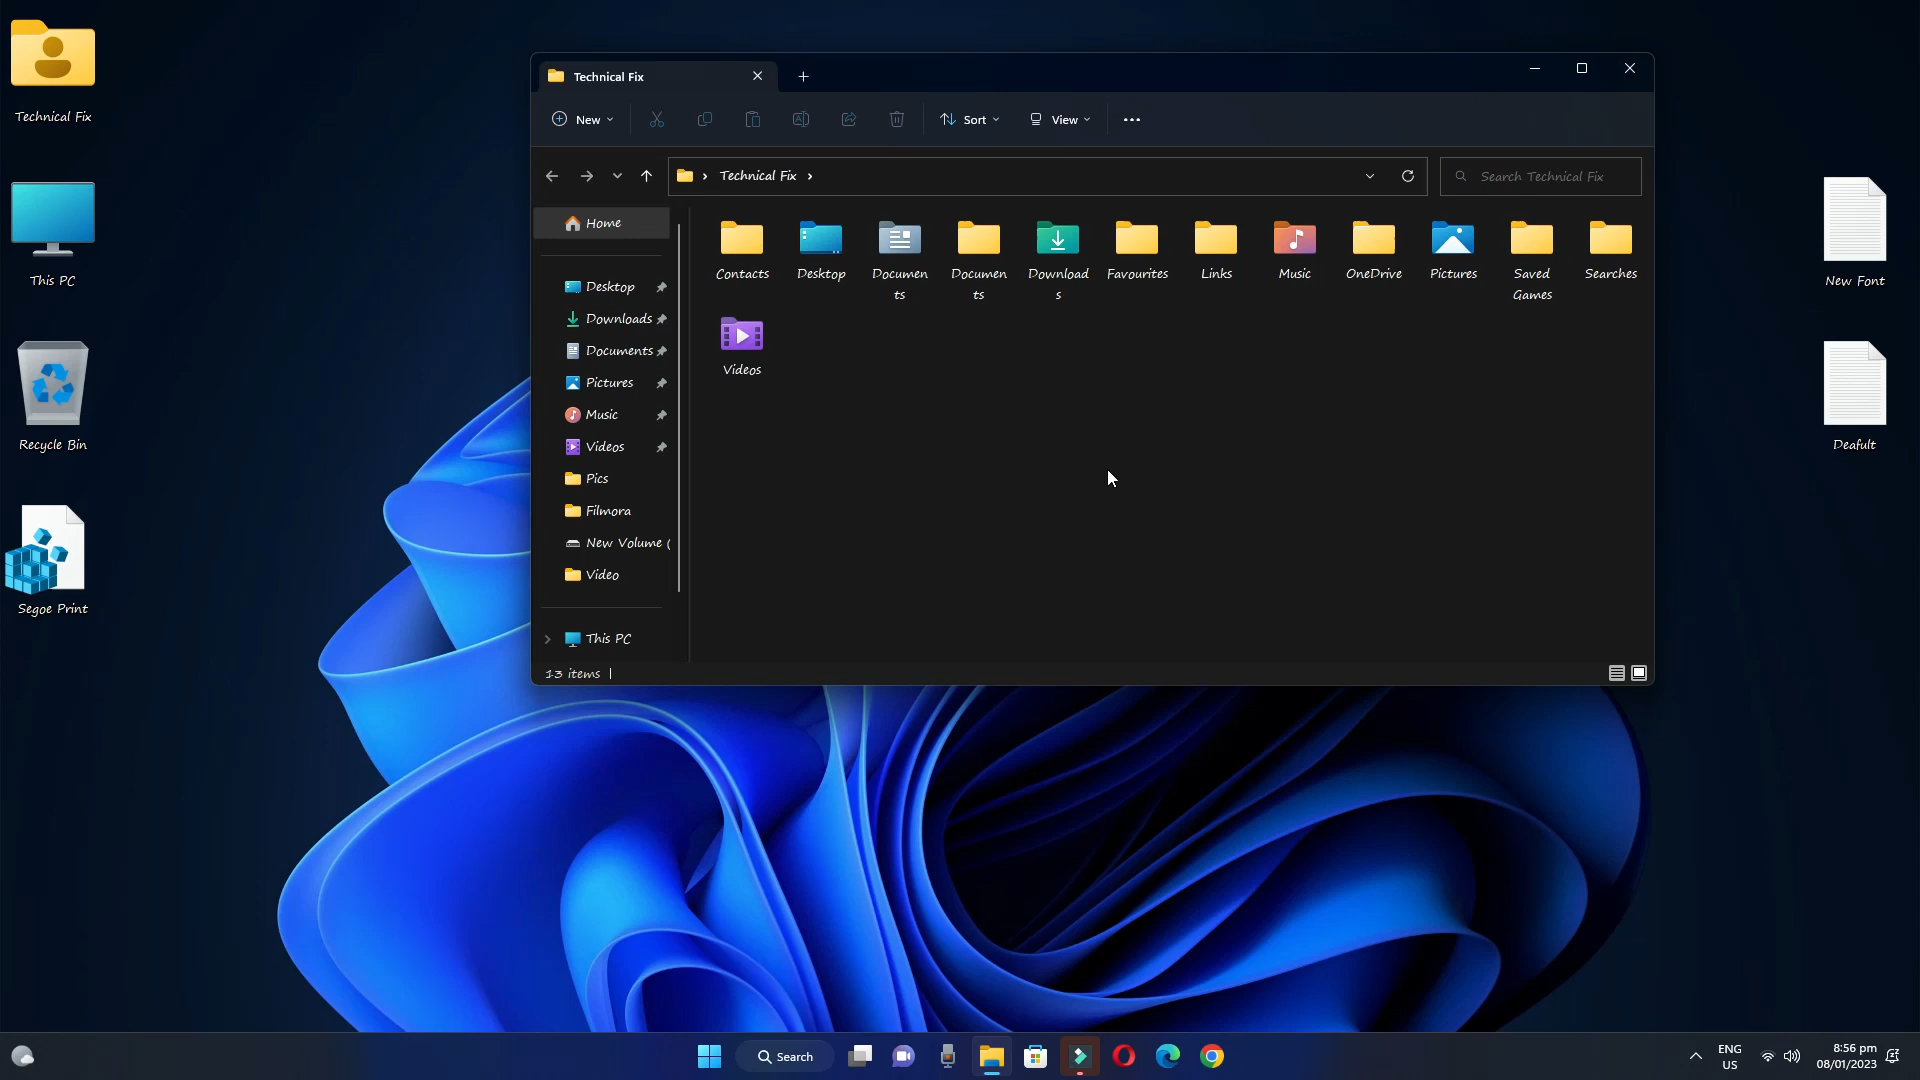 Technical Fix
This PC
Recycle Bin
Segoe Print
Technical Fix
New
Sort
View
Technical Fix
Search Technical Fix
Home
Desktop
Downloads
Documents
Pictures
Music
Videos
Pics
Filmora
New Volume (
Video
This PC
Contacts
Desktop
Documen
ts
Documen
ts
Download
s
Favourites
Links
Music
OneDrive
Pictures
Saved
Games
Searches
Videos
13 items
New Font
Deafult
Search
ENG
US
8:56 pm
08/01/2023